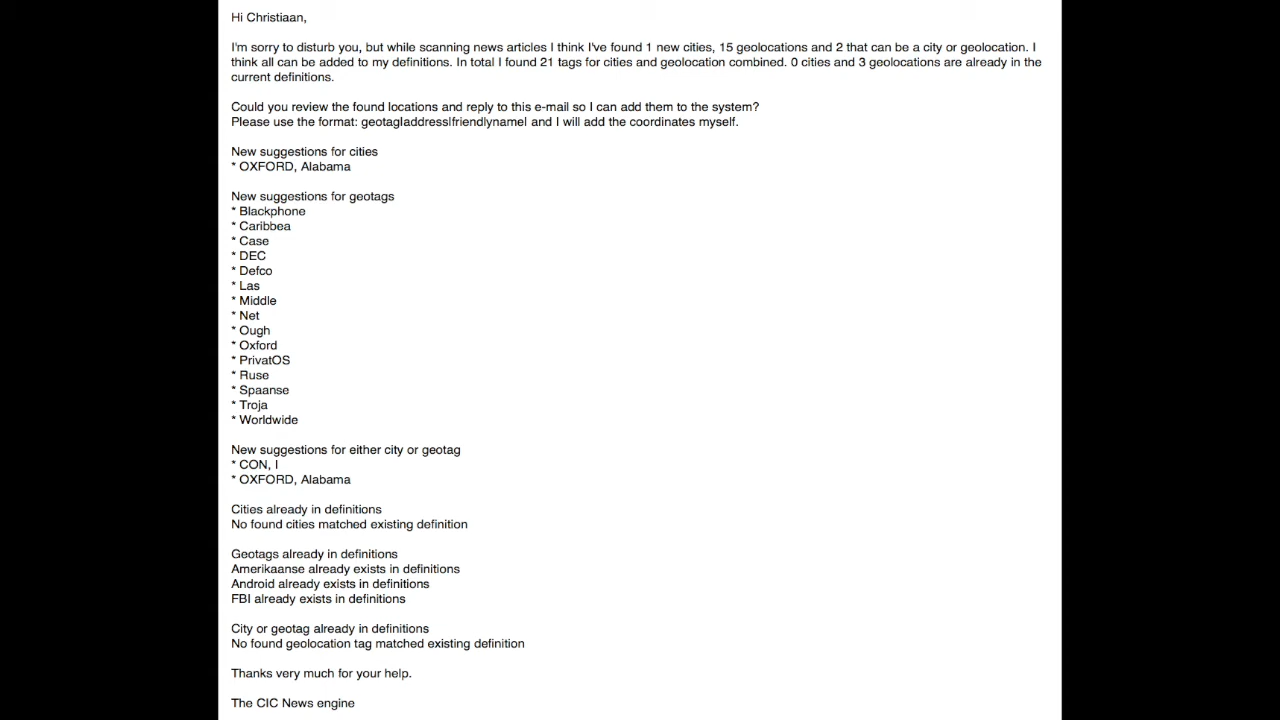 Hi Christiaan,
I'm sorry to disturb you, but while scanning news articles I think I've found 1 new cities, 15 geolocations and 2 that can be a city or geolocation. I
think all can be added to my definitions. In total I found 21 tags for cities and geolocation combined. 0 cities and 3 geolocations are already in the
current definitions.
Could you review the found locations and reply to this e-mail so I can add them to the system?
Please use the format: geotag|address|friendlyname| and I will add the coordinates myself.
New suggestions for cities
* OXFORD, Alabama
New suggestions for geotags
* Blackphone
* Caribbea
* Case
* DEC
* Defco
* Las
* Middle
* Net
* Ough
* Oxford
* PrivatOS
* Ruse
* Spaanse
* Troja
* Worldwide
New suggestions for either city or geotag
* CON, I
* OXFORD, Alabama
Cities already in definitions
No found cities matched existing definition
Geotags already in definitions
Amerikaanse already exists in definitions
Android already exists in definitions
FBI already exists in definitions
City or geotag already in definitions
No found geolocation tag matched existing definition
Thanks very much for your help.
The CIC News engine